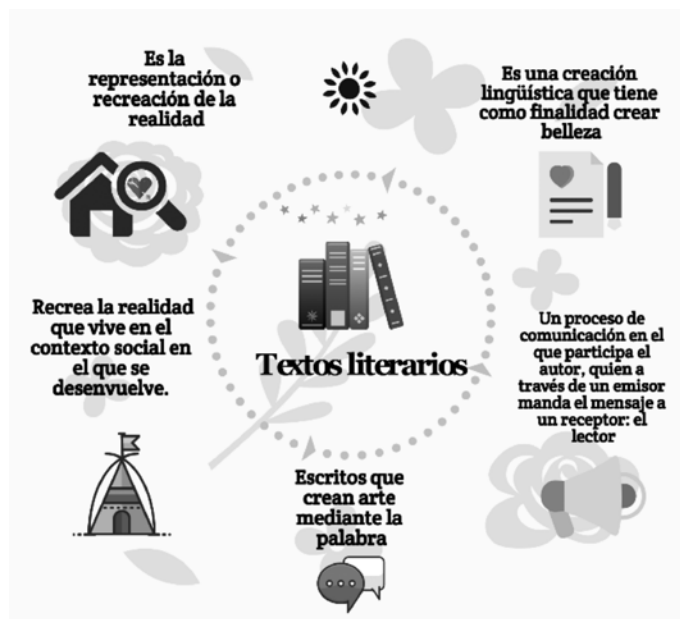 Es la
representación o
recreación de la
realidad
Es una creación
lingüística que tiene
como finalidad crear
belleza
Recrea la realidad
que vive en el
contexto social en
el que se
desenvuelve.
Textos literarios
Un proceso de
comunicación en el
que participa el
autor, quien a
través de un emisor
manda el mensaje a
un receptor: el
lector
Escritos que
crean arte
mediante la
palabra